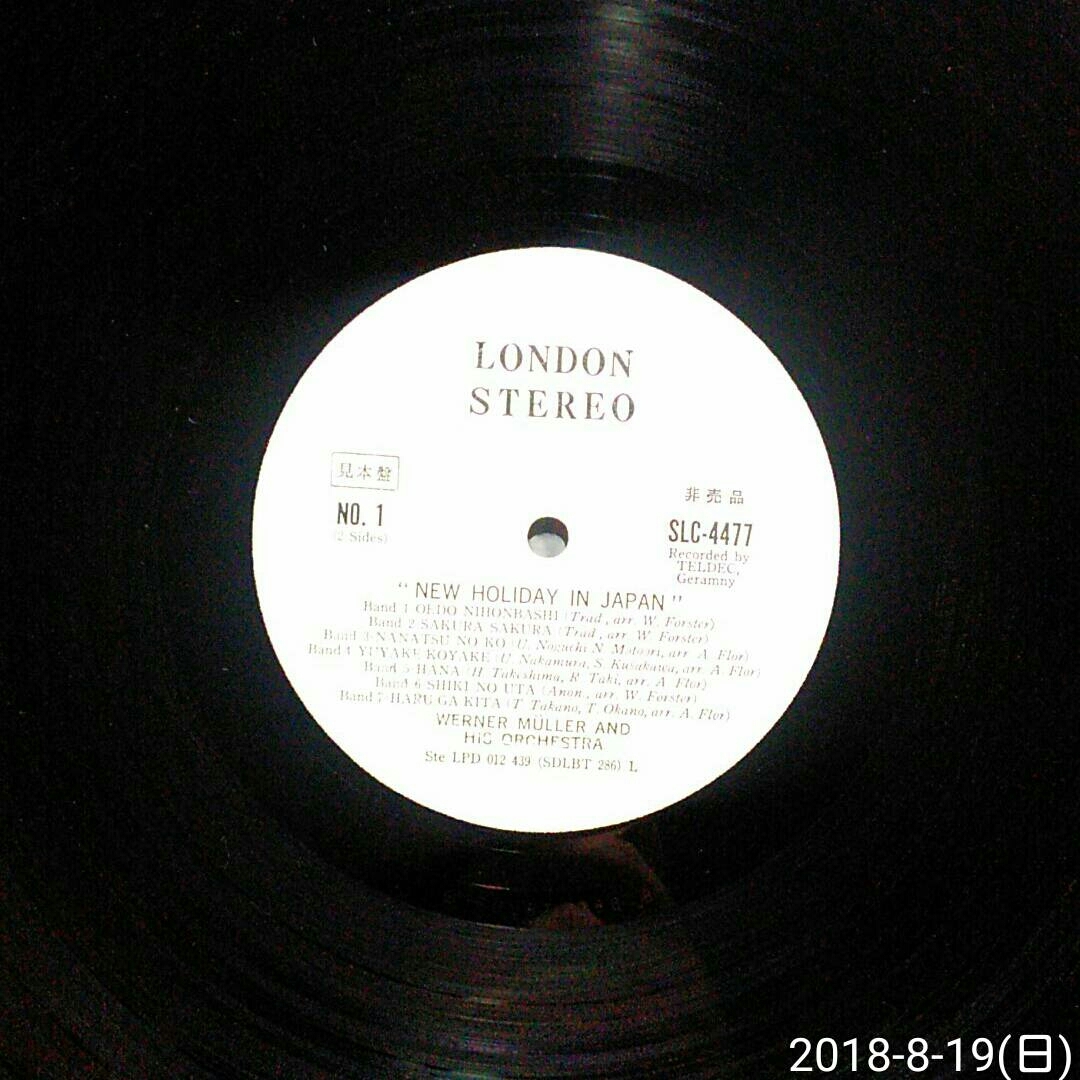 LONDON
STEREO
見本盤
非売品
NO. 1
(2 Sides)
SLC-4477
Recorded by
TELDEC,
Geramny
"NEW HOLIDAY IN JAPAN"
Band 1 OEDO NIHONBASHI (Trad., arr. W. Forster)
Band 2 SAKURA SAKURA (Trad., arr. W. Forster)
Band 3 NANATSU NO KO (U. Noguchi N. Motoori, arr. A. Flor)
Band 4 YUYAKE KOYAKE (U. Nakamura, S. Kusakawa, arr. A. Flor)
Band 5 HANA (H. Takeshima, R. Taki, arr. A. Flor)
Band 6 SHIKI NO UTA (Anon., arr. W. Forster)
Band 7 HARU GA KITA (T. Takano, T. Okano, arr. A. Flor)
WERNER MÜLLER AND
HIS ORCHESTRA
Ste LPD 012 439 (SDLBT 286) L
2018-8-19(日)